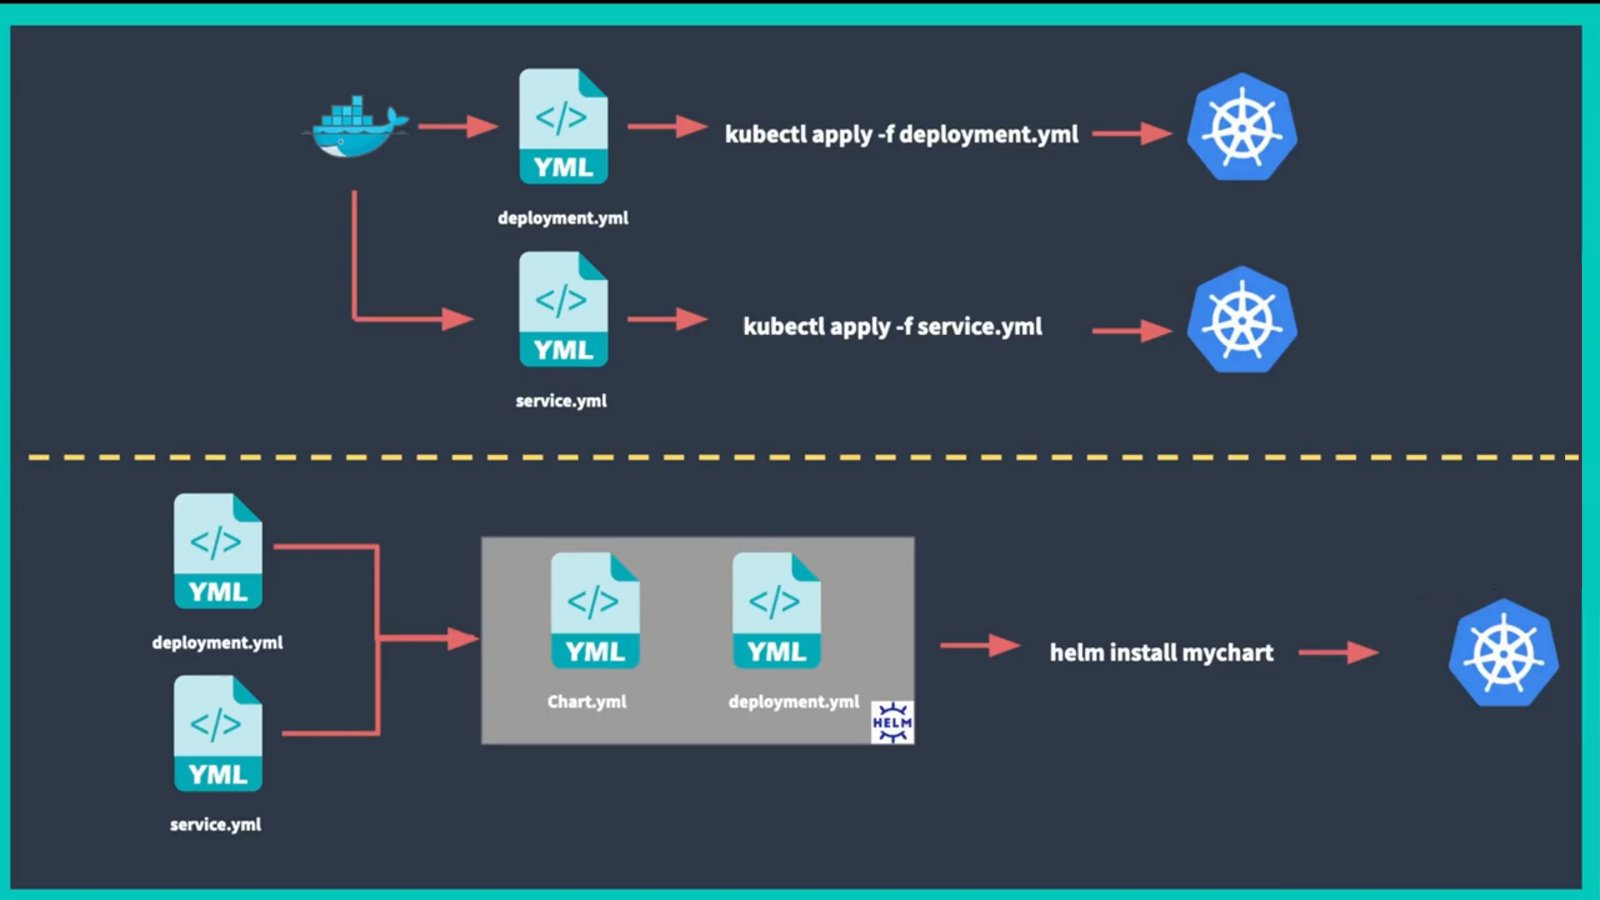 YML
kubectl apply -f deployment.yml
deployment.yml
YML
kubectl apply -f service.yml
service.yml
YML
deployment.yml
YML
service.yml
YML
Chart.yml
YML
deployment.yml
HELM
helm install mychart